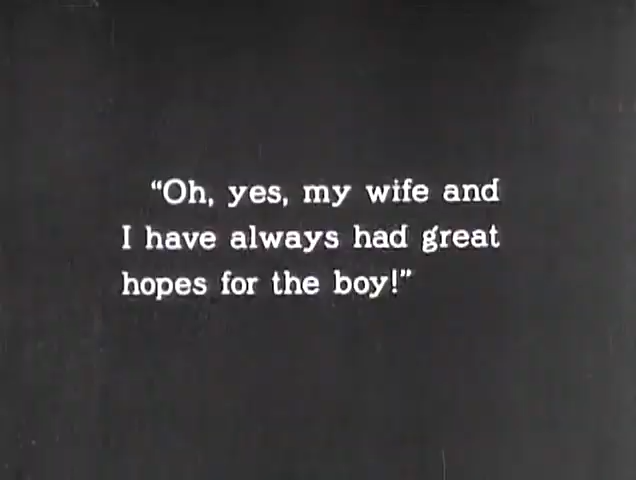 “Oh, yes, my wife and
I have always had great
hopes for the boy!”